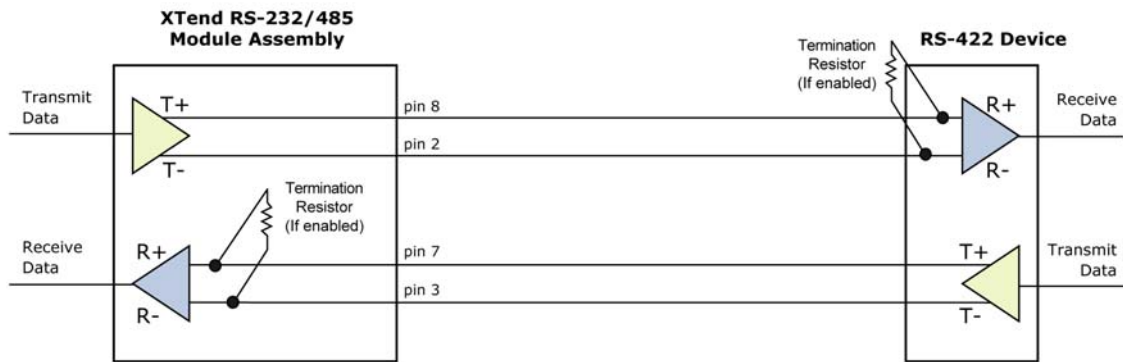 XTend RS-232/485
Module Assembly
RS-422 Device
Termination
Resistor
(If enabled)
Transmit
Data
T+
T-
pin 8
pin 2
R+
R-
Receive
Data
Termination
Resistor
(If enabled)
Receive
Data
R+
R-
pin 7
pin 3
T+
T-
Transmit
Data